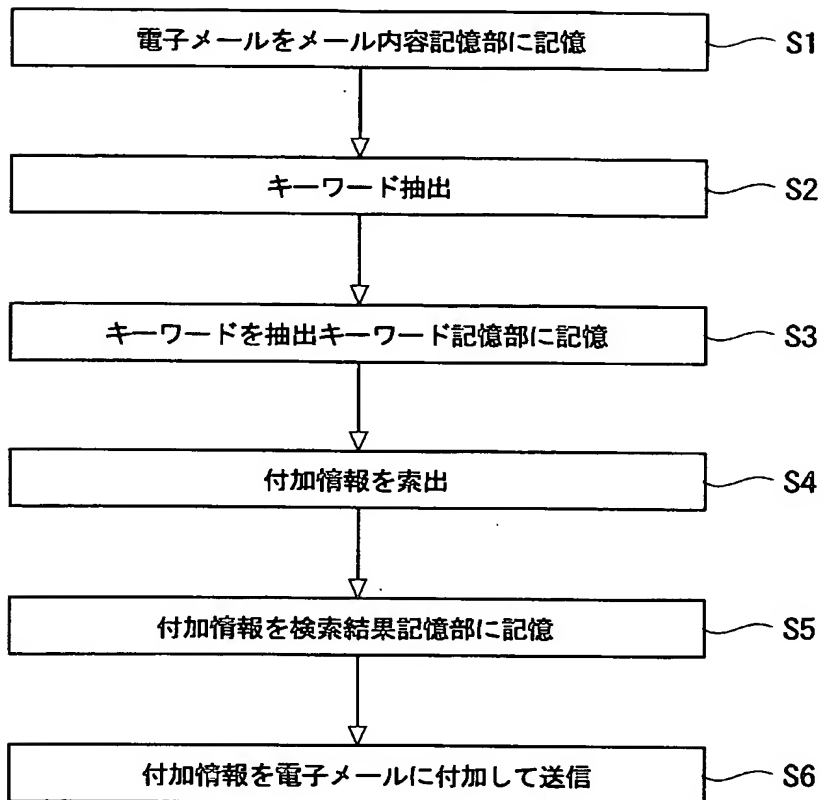 電子メールをメール内容記憶部に記憶 S1
キーワード抽出 S2
キーワードを抽出キーワード記憶部に記憶 S3
付加情報を索出 S4
付加情報を検索結果記憶部に記憶 S5
付加情報を電子メールに付加して送信 S6